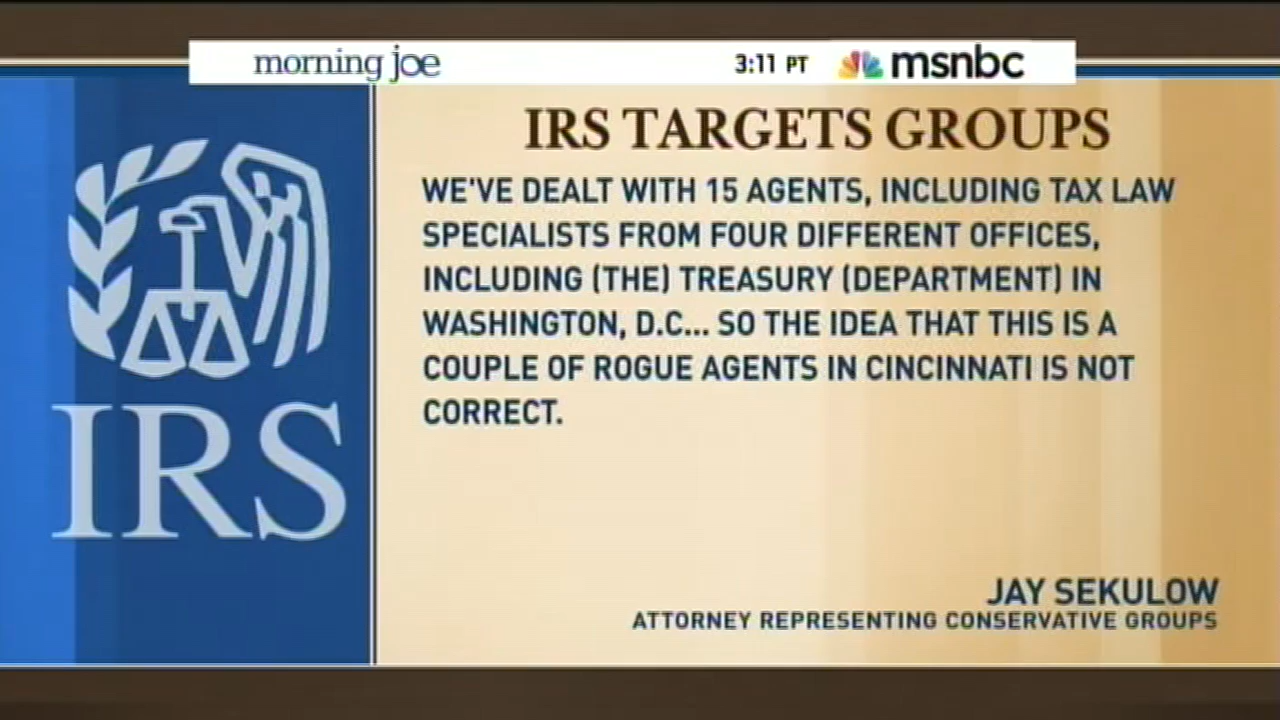 morning joe
3:11 PT
msnbc
IRS TARGETS GROUPS
WE'VE DEALT WITH 15 AGENTS, INCLUDING TAX LAW
SPECIALISTS FROM FOUR DIFFERENT OFFICES,
INCLUDING (THE) TREASURY (DEPARTMENT) IN
WASHINGTON, D.C... SO THE IDEA THAT THIS IS A
COUPLE OF ROGUE AGENTS IN CINCINNATI IS NOT
CORRECT.
JAY SEKULOW
ATTORNEY REPRESENTING CONSERVATIVE GROUPS
IRS